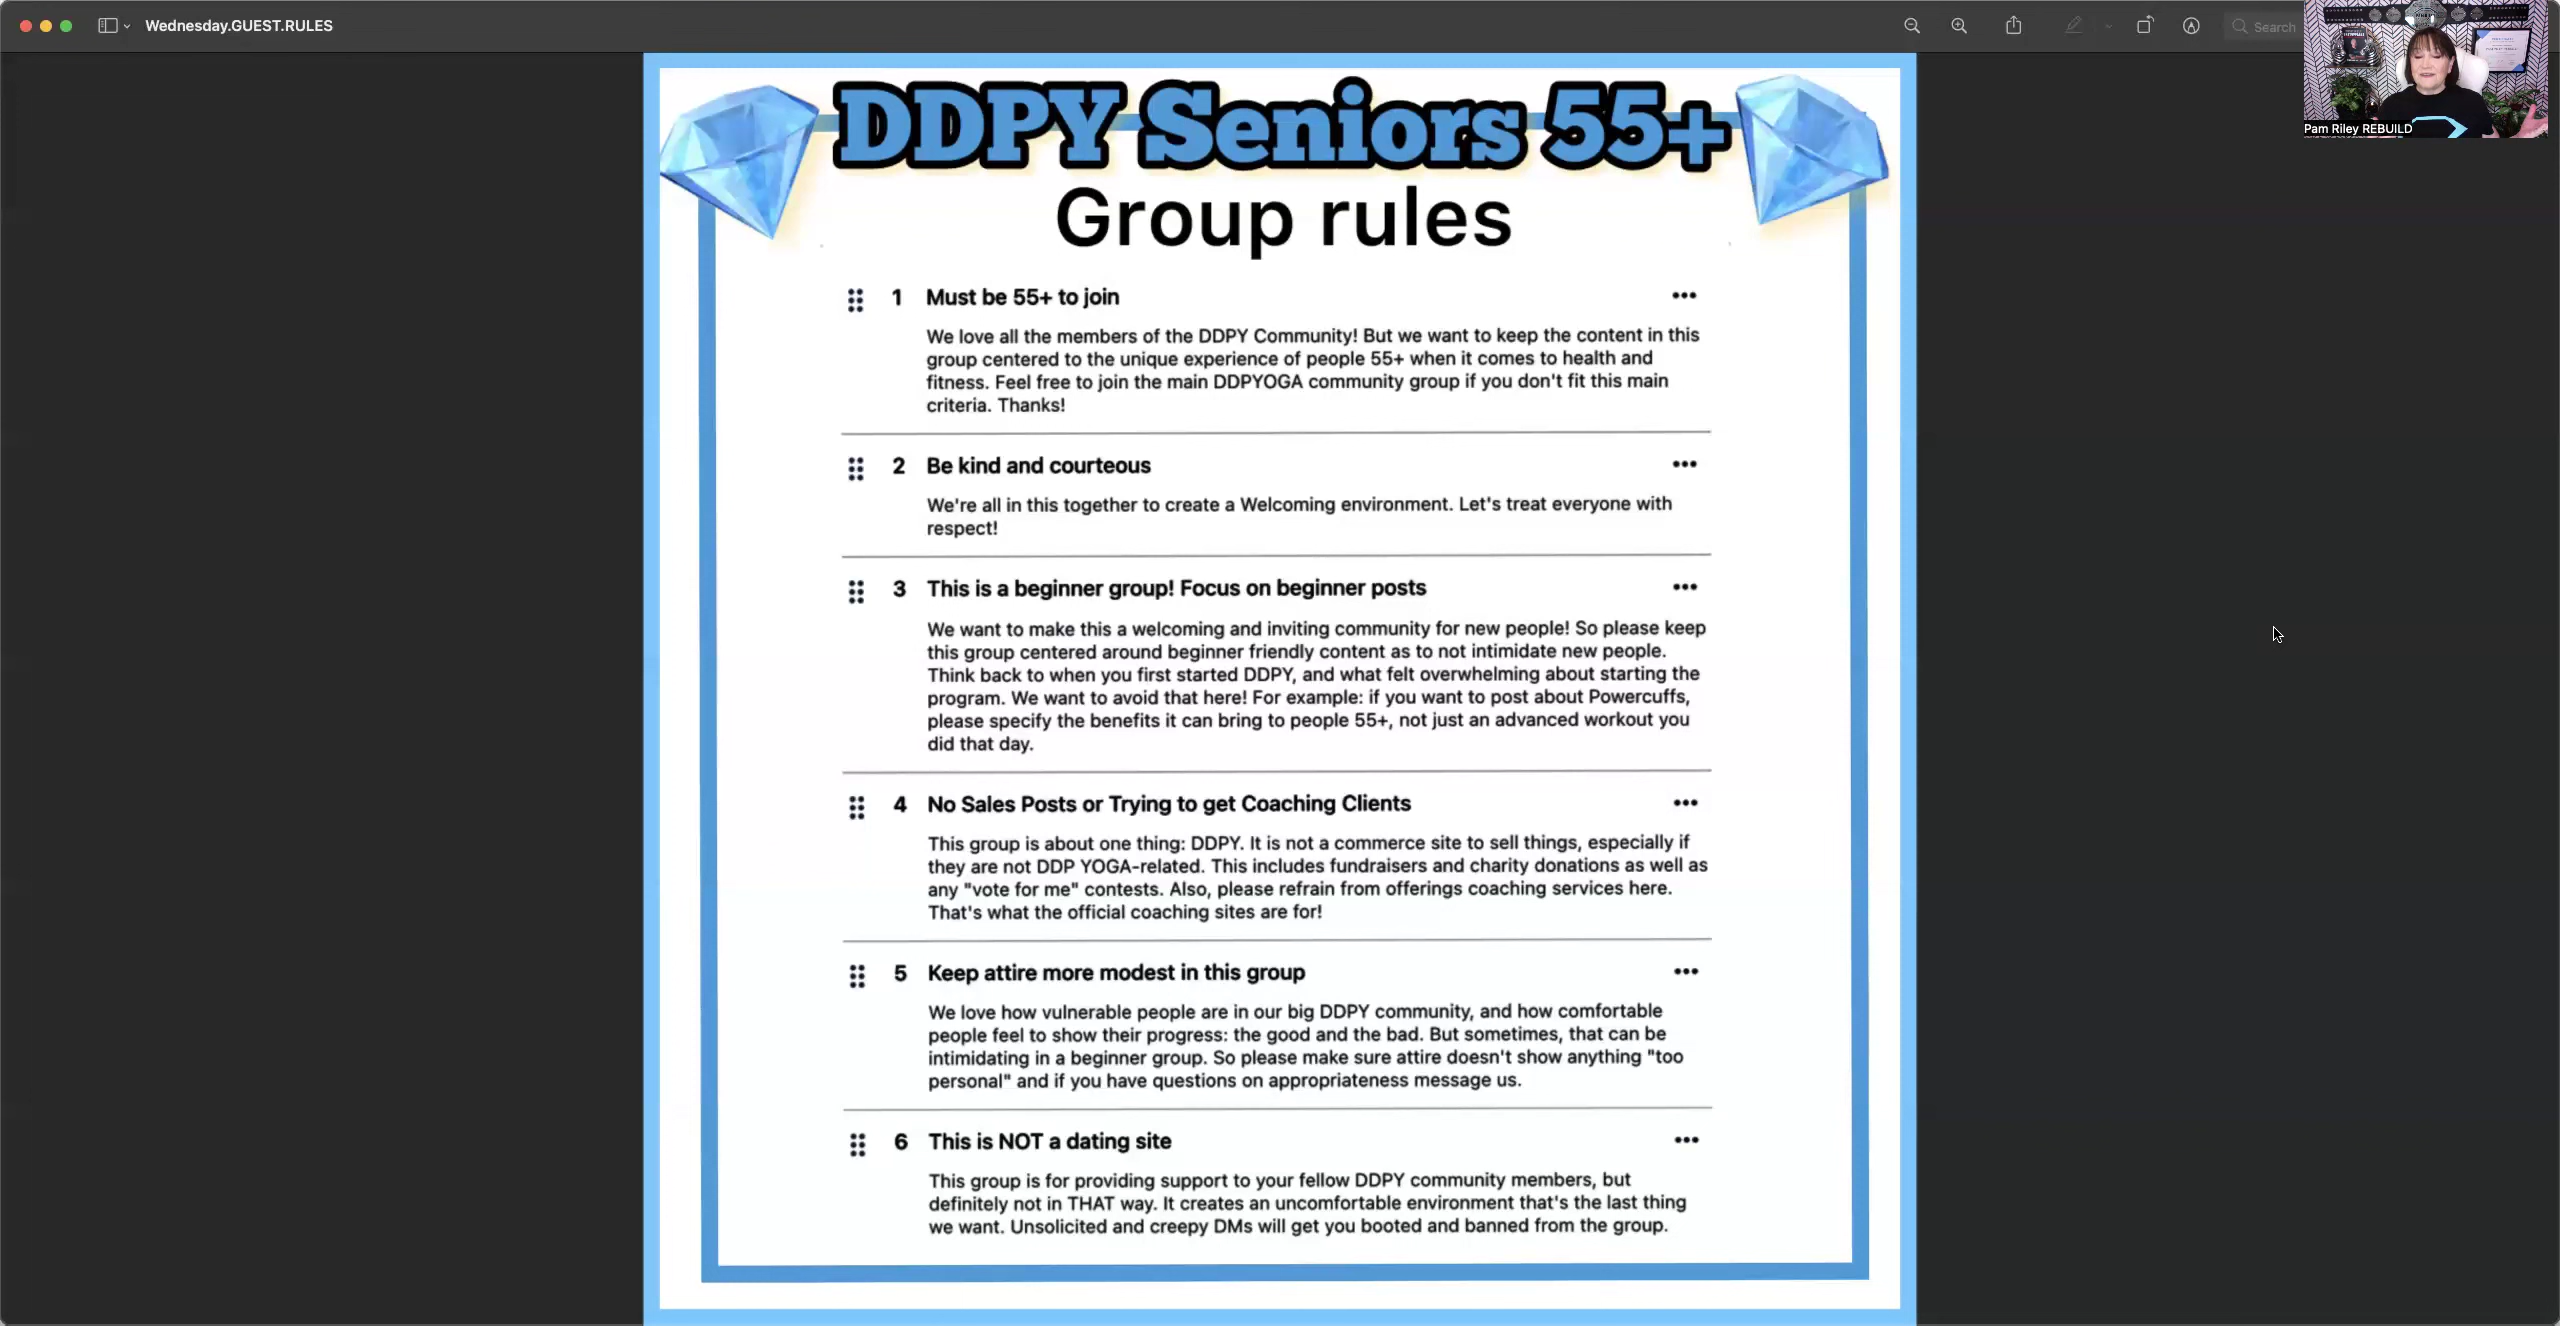 Wednesday.GUEST.RULES
Search
Pam Riley REBUILD
DDPY Seniors 55+
Group rules
1 Must be 55+ to join
We love all the members of the DDPY Community! But we want to keep the content in this
group centered to the unique experience of people 55+ when it comes to health and
fitness. Feel free to join the main DDPYOGA community group if you don't fit this main
criteria. Thanks!
2 Be kind and courteous
We're all in this together to create a Welcoming environment. Let's treat everyone with
respect!
3 This is a beginner group! Focus on beginner posts
We want to make this a welcoming and inviting community for new people! So please keep
this group centered around beginner friendly content as to not intimidate new people.
Think back to when you first started DDPY, and what felt overwhelming about starting the
program. We want to avoid that here! For example: if you want to post about Powercuffs,
please specify the benefits it can bring to people 55+, not just an advanced workout you
did that day.
4 No Sales Posts or Trying to get Coaching Clients
This group is about one thing: DDPY. It is not a commerce site to sell things, especially if
they are not DDP YOGA-related. This includes fundraisers and charity donations as well as
any "vote for me" contests. Also, please refrain from offerings coaching services here.
That's what the official coaching sites are for!
5 Keep attire more modest in this group
We love how vulnerable people are in our big DDPY community, and how comfortable
people feel to show their progress: the good and the bad. But sometimes, that can be
intimidating in a beginner group. So please make sure attire doesn't show anything "too
personal" and if you have questions on appropriateness message us.
6 This is NOT a dating site
This group is for providing support to your fellow DDPY community members, but
definitely not in THAT way. It creates an uncomfortable environment that's the last thing
we want. Unsolicited and creepy DMs will get you booted and banned from the group.